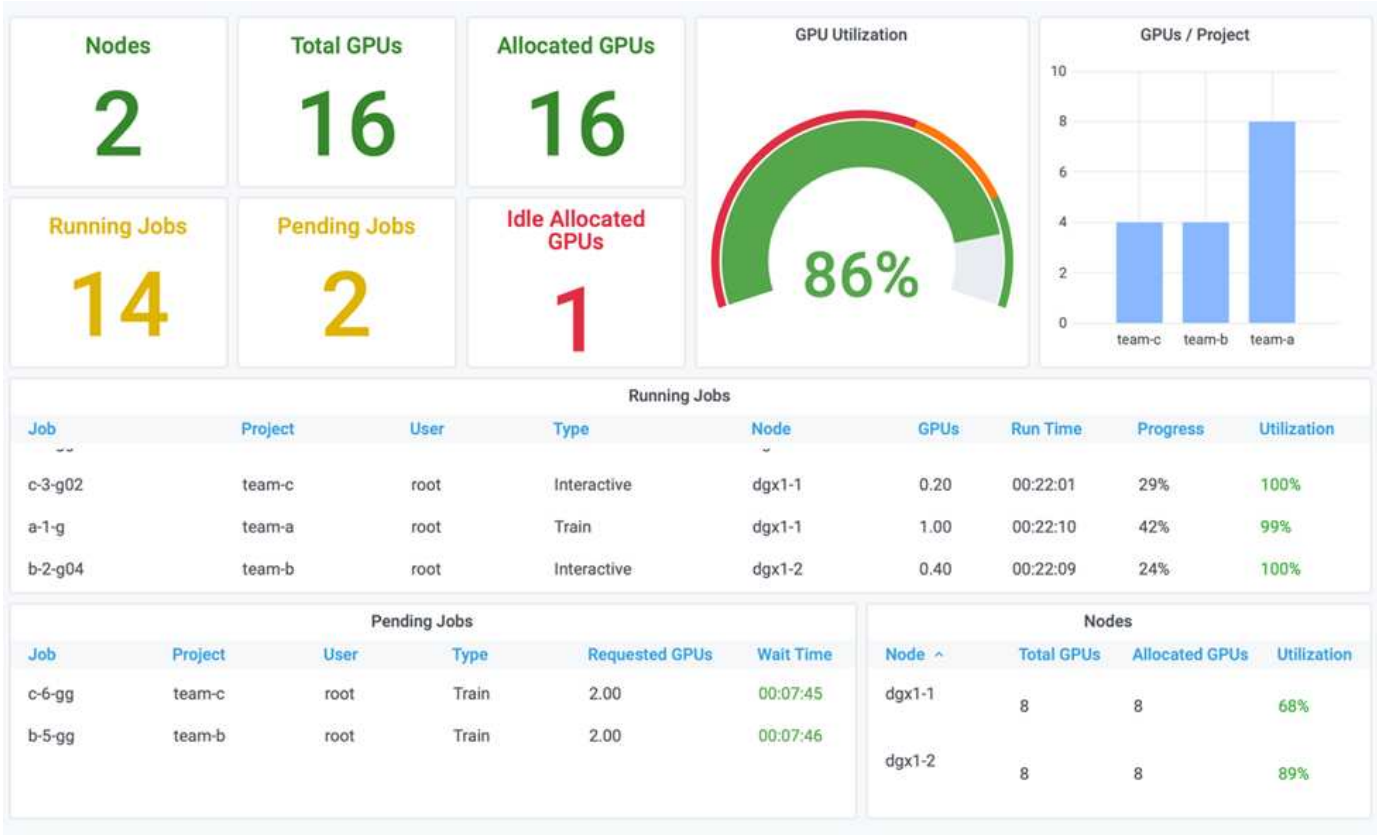 Nodes
2
Total GPUs
16
Allocated GPUs
16
Running Jobs
14
Pending Jobs
2
Idle Allocated
GPUs
1
GPU Utilization
86%
GPUs / Project
10
8
6
4
2
0
team-c team-b team-a
Running Jobs
Job Project User Type Node GPUs Run Time Progress Utilization
c-3-g02 team-c root Interactive dgx1-1 0.20 00:22:01 29% 100%
a-1-g team-a root Train dgx1-1 1.00 00:22:10 42% 99%
b-2-g04 team-b root Interactive dgx1-2 0.40 00:22:09 24% 100%
Pending Jobs
Job Project User Type Requested GPUs Wait Time
c-6-gg team-c root Train 2.00 00:07:45
b-5-gg team-b root Train 2.00 00:07:46
Nodes
Node Total GPUs Allocated GPUs Utilization
dgx1-1 8 8 68%
dgx1-2 8 8 89%